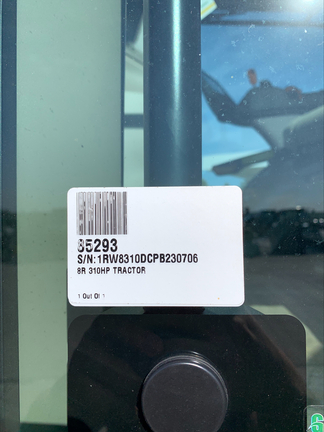 85293
S/N:1RW8310DCPB230706
8R 310HP TRACTOR
1 Out Of 1
S